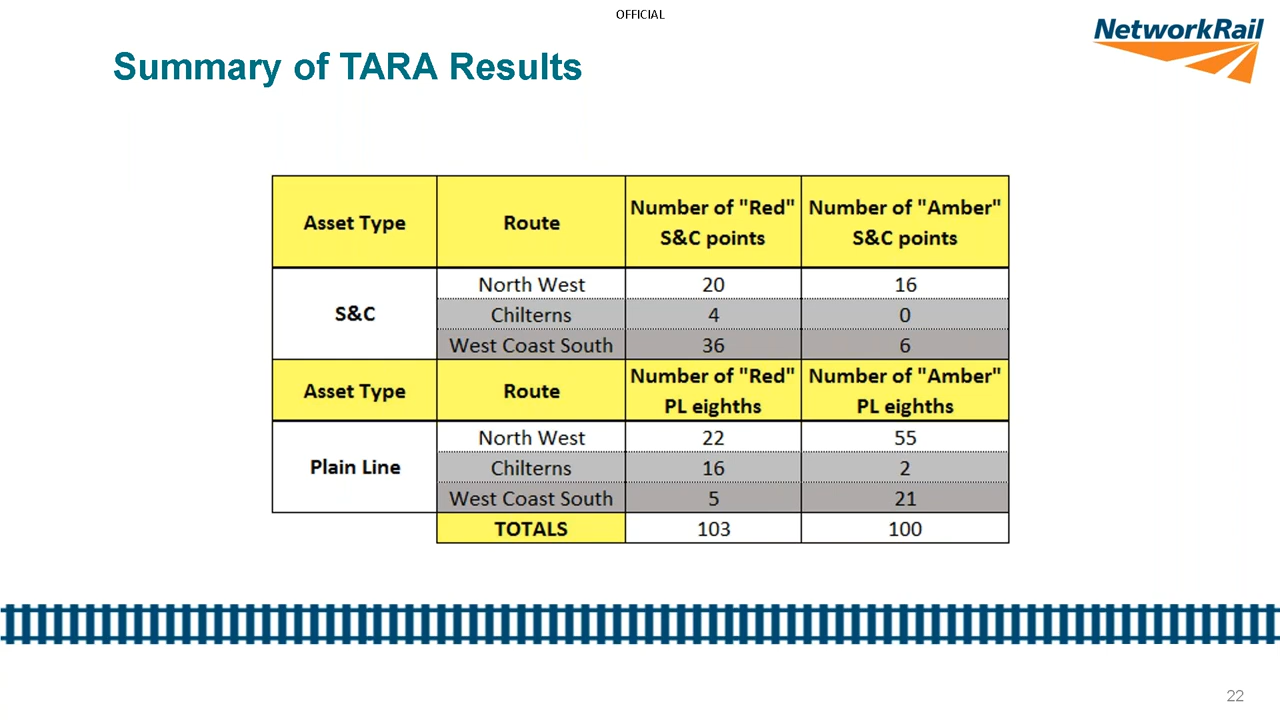 OFFICIAL
NetworkRail
Summary of TARA Results
Asset Type Route Number of "Red" S&C points Number of "Amber" S&C points
S&C
North West 20 16
Chilterns 4 0
West Coast South 36 6
Asset Type Route Number of "Red" PL eighths Number of "Amber" PL eighths
Plain Line
North West 22 55
Chilterns 16 2
West Coast South 5 21
TOTALS 103 100
22